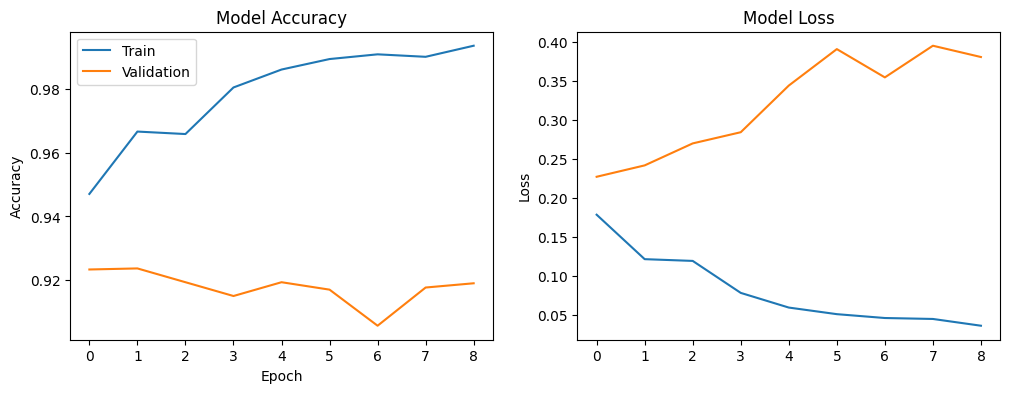 Model Accuracy
Train
Validation
0.98
0.96
0.94
0.92
Accuracy
0 1 2 3 4 5 6 7 8
Epoch
Model Loss
0.40
0.35
0.30
0.25
0.20
0.15
0.10
0.05
Loss
0 1 2 3 4 5 6 7 8